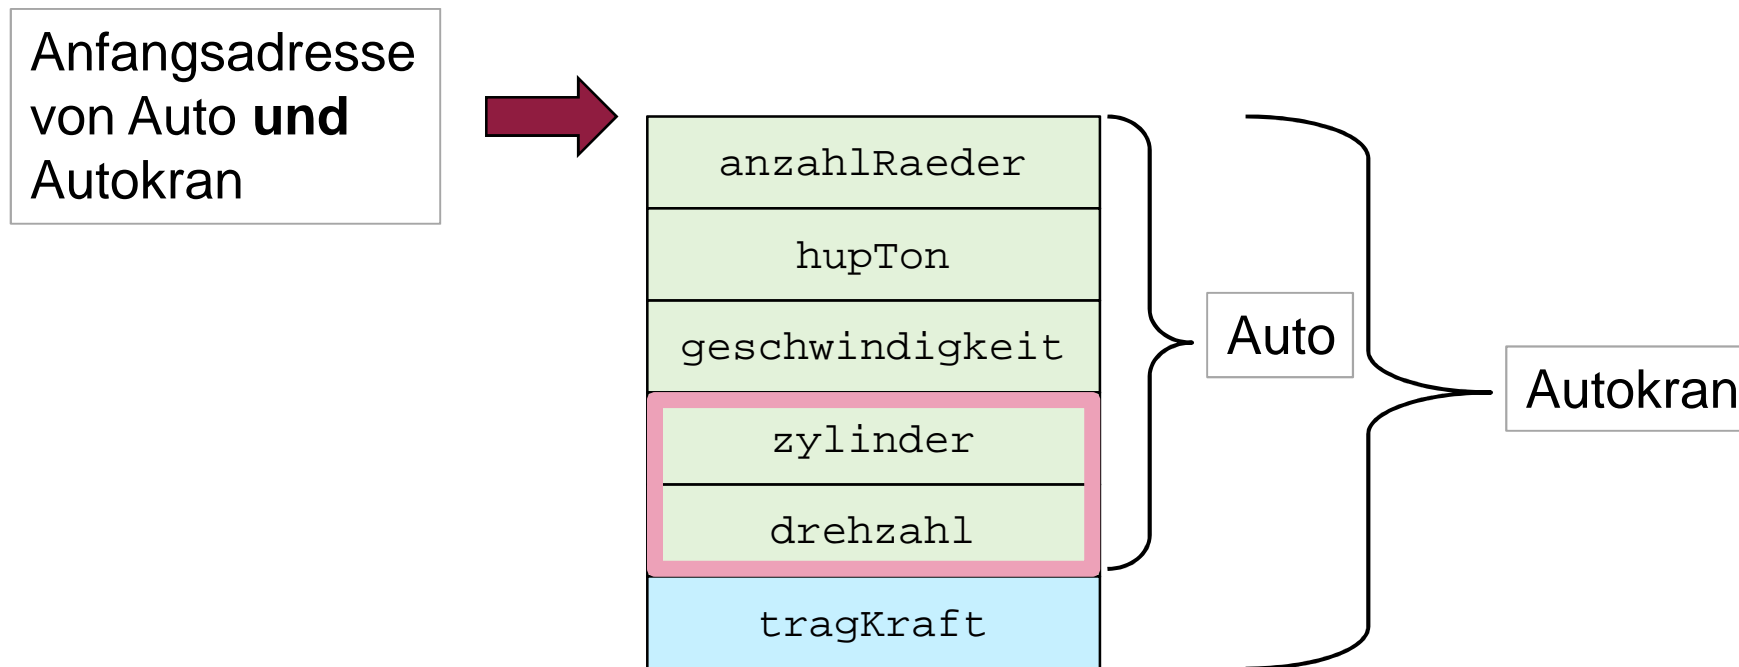 Anfangsadresse
von Auto und
Autokran
anzahlRaeder
hupTon
geschwindigkeit
zylinder
drehzahl
tragKraft
Auto
Autokran